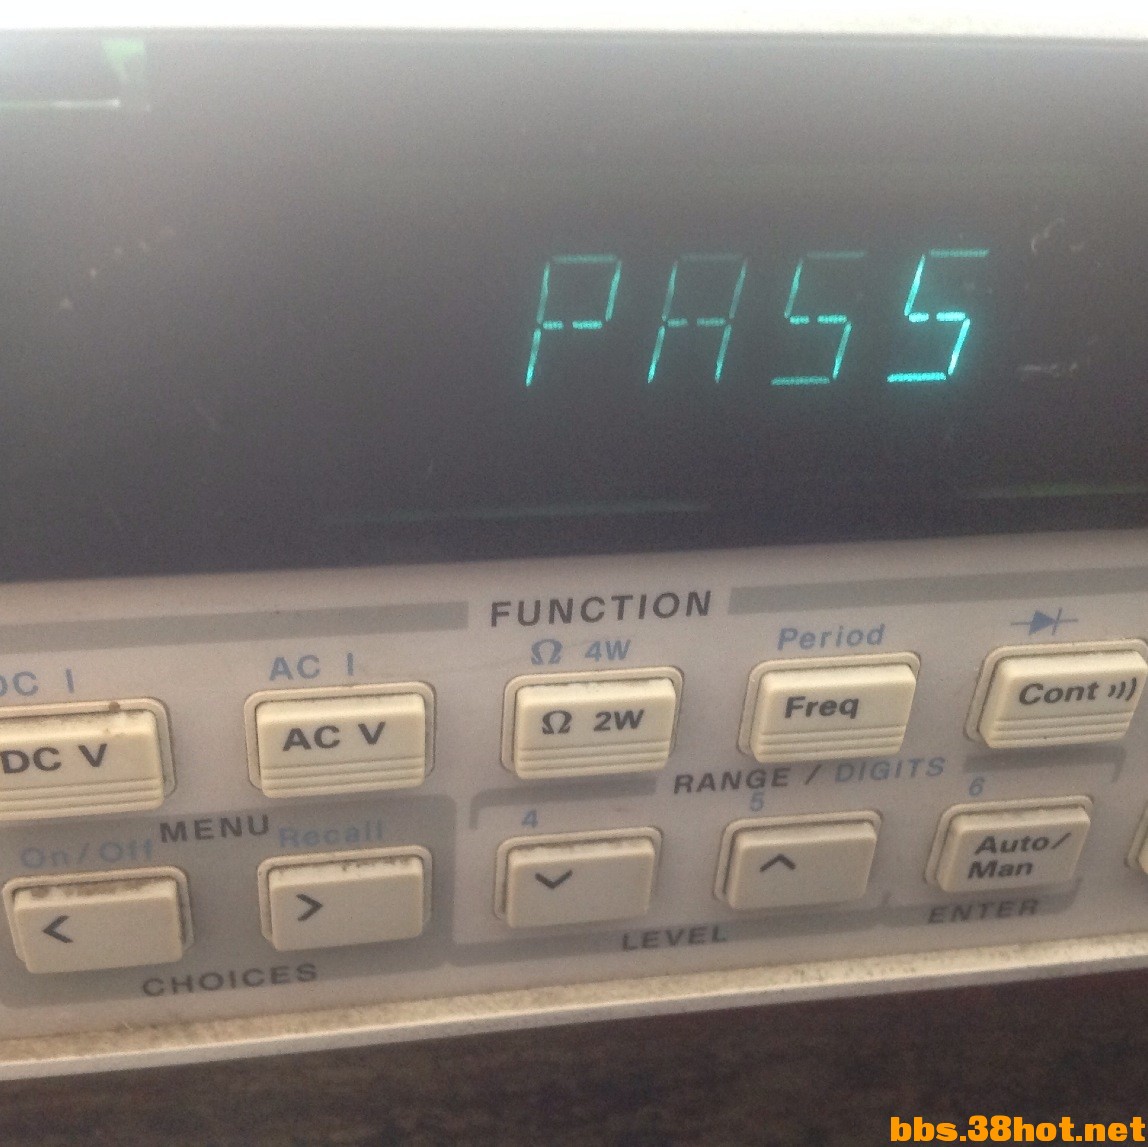 PASS
FUNCTION
DC I AC I Ω 4W Period
DC V AC V Ω 2W Freq Cont
RANGE / DIGITS
MENU
On/Off Recall 4 5 6
< > Auto/
Man
CHOICES LEVEL ENTER
bbs.38hot.net